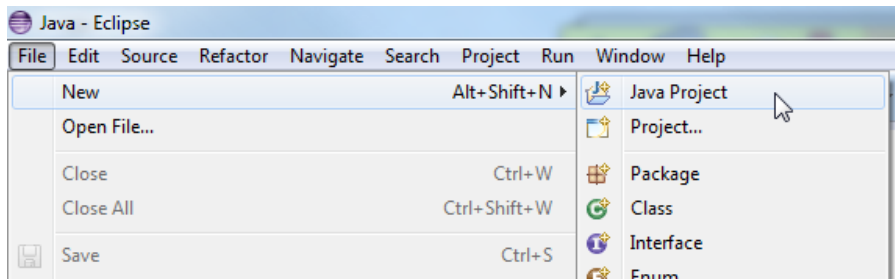 Java - Eclipse
File Edit Source Refactor Navigate Search Project Run Window Help
New Alt+Shift+N
Java Project
Open File...
Project...
Close Ctrl+W
Package
Close All Ctrl+Shift+W
Class
Interface
Save Ctrl+S
Enum